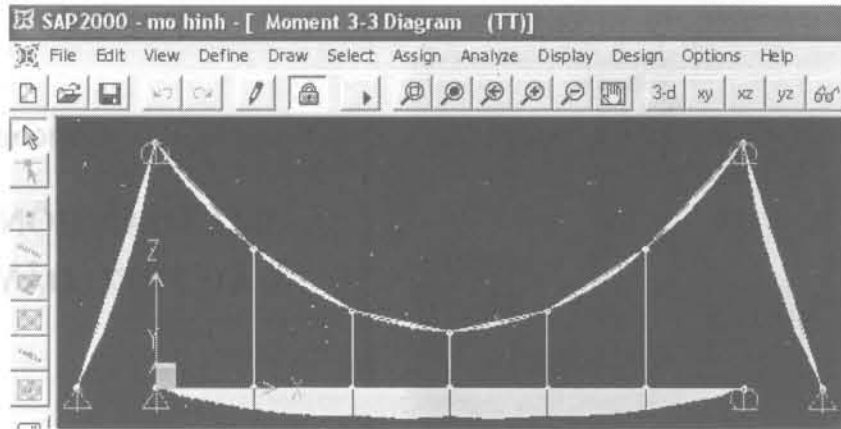 SAP2000 - mo hinh - [ Moment 3-3 Diagram (TT)]
File Edit View Define Draw Select Assign Analyze Display Design Options Help
3-d xy xz yz
Z
Y
X